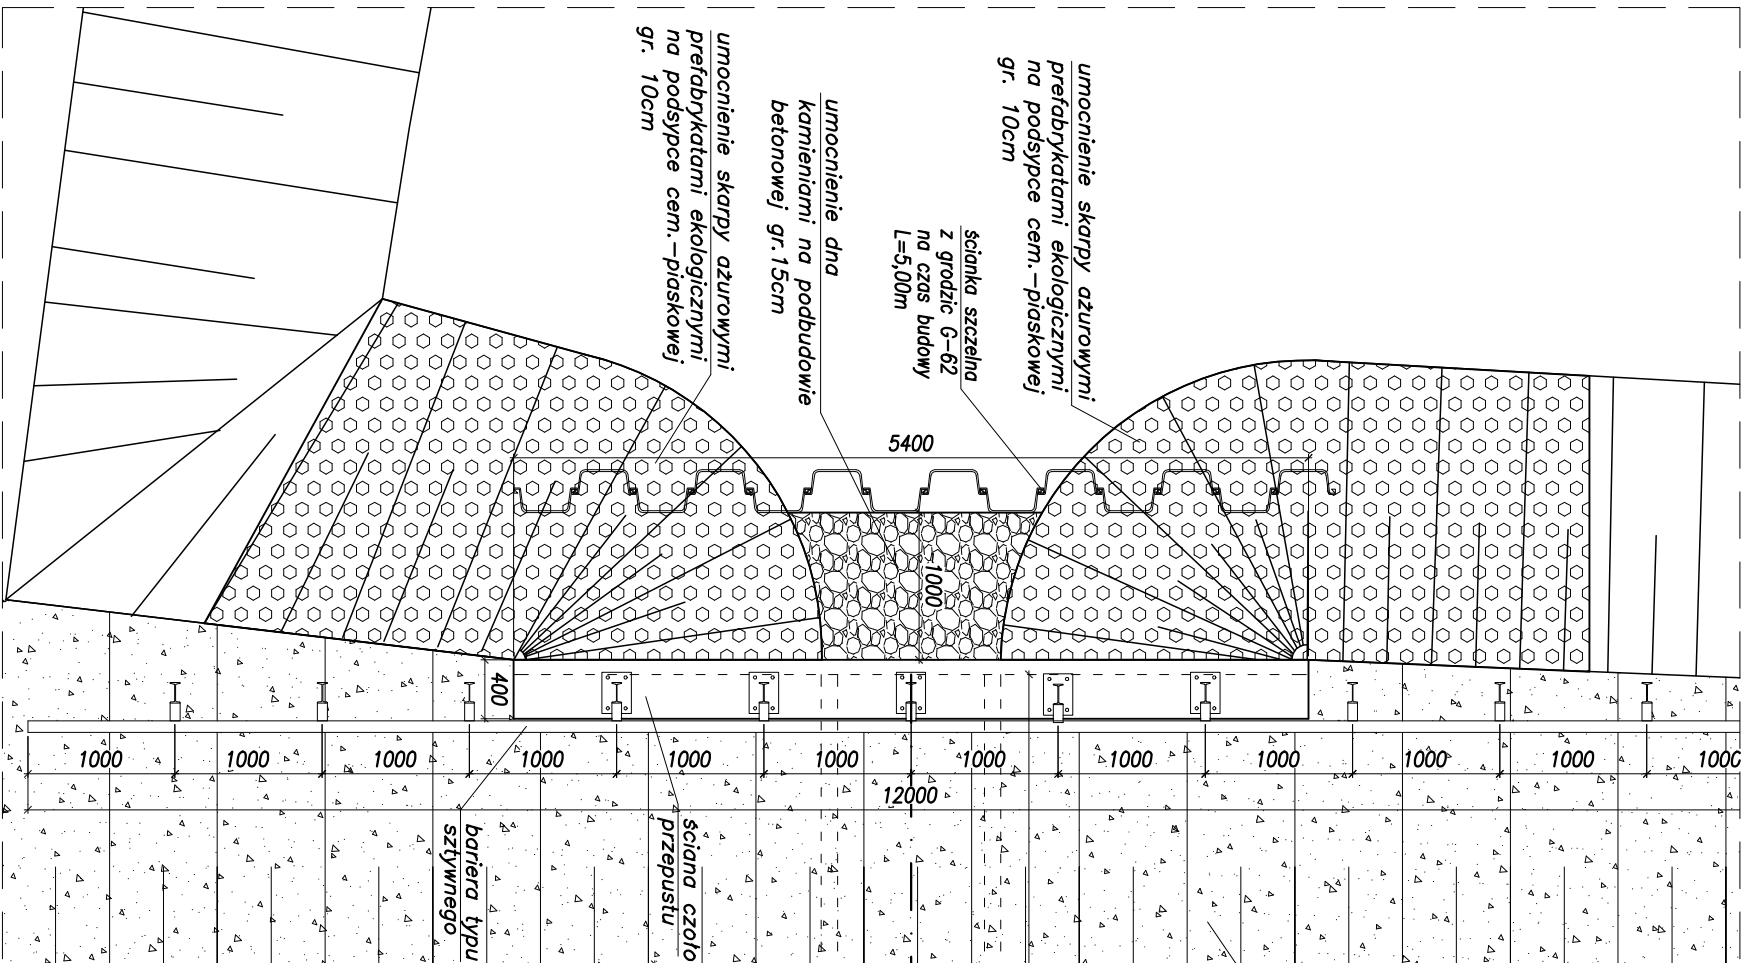 umocnienie skarpy ażurowymi
prefabrykatami ekologicznymi
na podsypce cem.-piaskowej
gr. 10cm
umocnienie dna
kamieniami na podbudowie
betonowej gr.15cm
ścianka szczelna
z grodzic G-62
na czas budowy
L=5,00m
umocnienie skarpy ażurowymi
prefabrykatami ekologicznymi
na podsypce cem.-piaskowej
gr. 10cm
5400
1000
400
1000 1000 1000 1000 1000 1000 1000 1000 1000 1000 1000 1000
12000
bariera typu
sztywnego
ściana czoło
przepustu